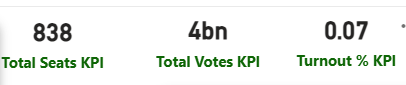 838 4bn 0.07
Total Seats KPI Total Votes KPI Turnout % KPI